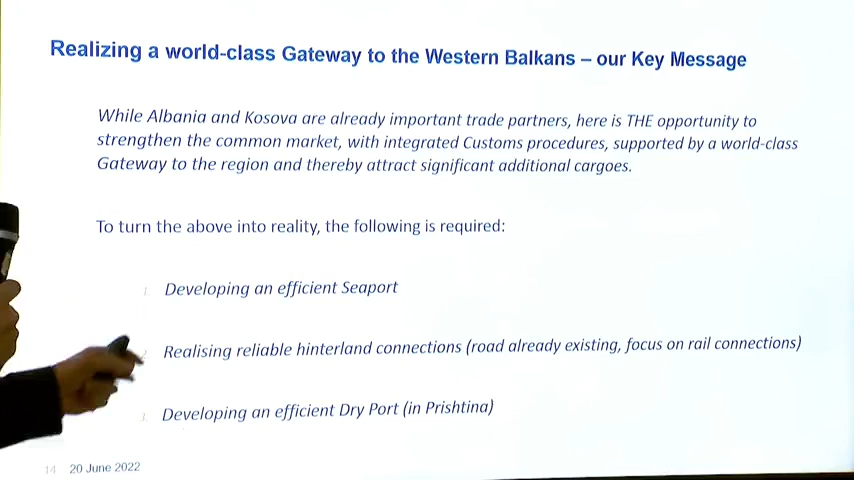 Realizing a world-class Gateway to the Western Balkans – our Key Message
While Albania and Kosova are already important trade partners, here is THE opportunity to
strengthen the common market, with integrated Customs procedures, supported by a world-class
Gateway to the region and thereby attract significant additional cargoes.
To turn the above into reality, the following is required:
1. Developing an efficient Seaport
Realising reliable hinterland connections (road already existing, focus on rail connections)
3. Developing an efficient Dry Port (in Prishtina)
14 20 June 2022